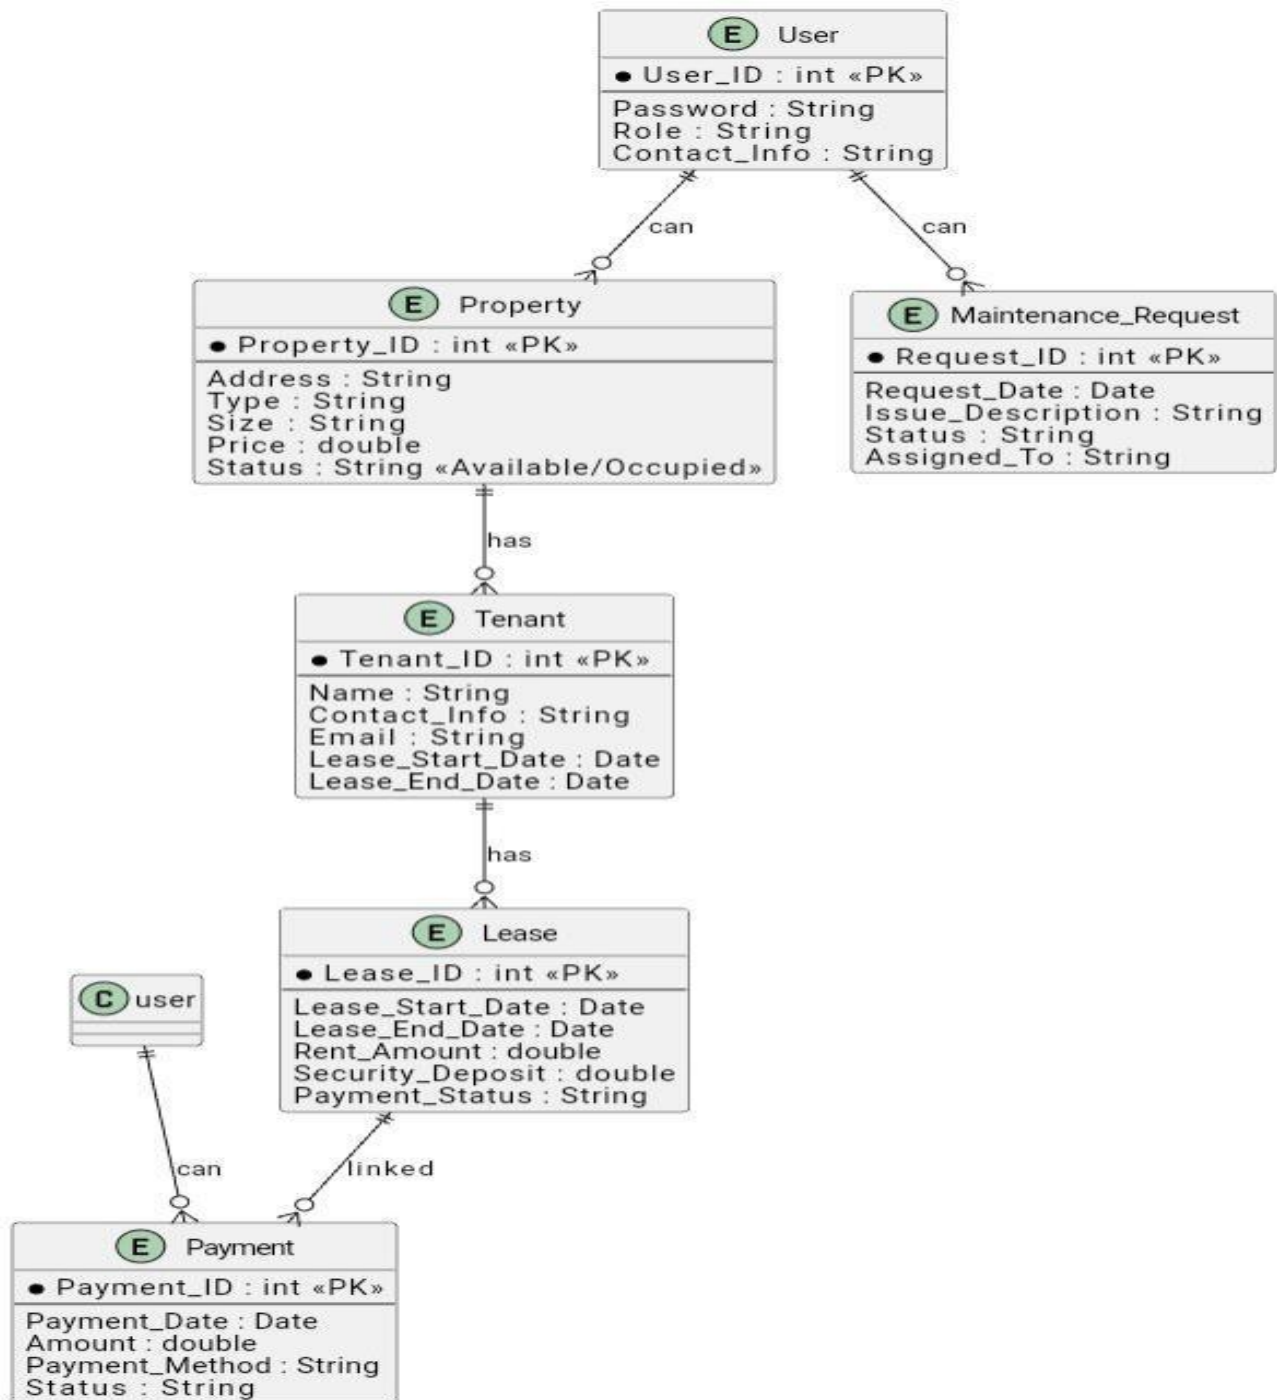 E User
● User_ID : int «PK»
Password : String
Role : String
Contact_Info : String
can
can
E Property
● Property_ID : int «PK»
Address : String
Type : String
Size : String
Price : double
Status : String «Available/Occupied»
E Maintenance_Request
● Request_ID : int «PK»
Request_Date : Date
Issue_Description : String
Status : String
Assigned_To : String
has
E Tenant
● Tenant_ID : int «PK»
Name : String
Contact_Info : String
Email : String
Lease_Start_Date : Date
Lease_End_Date : Date
has
E Lease
● Lease_ID : int «PK»
Lease_Start_Date : Date
Lease_End_Date : Date
Rent_Amount : double
Security_Deposit : double
Payment_Status : String
C user
can
linked
E Payment
● Payment_ID : int «PK»
Payment_Date : Date
Amount : double
Payment_Method : String
Status : String